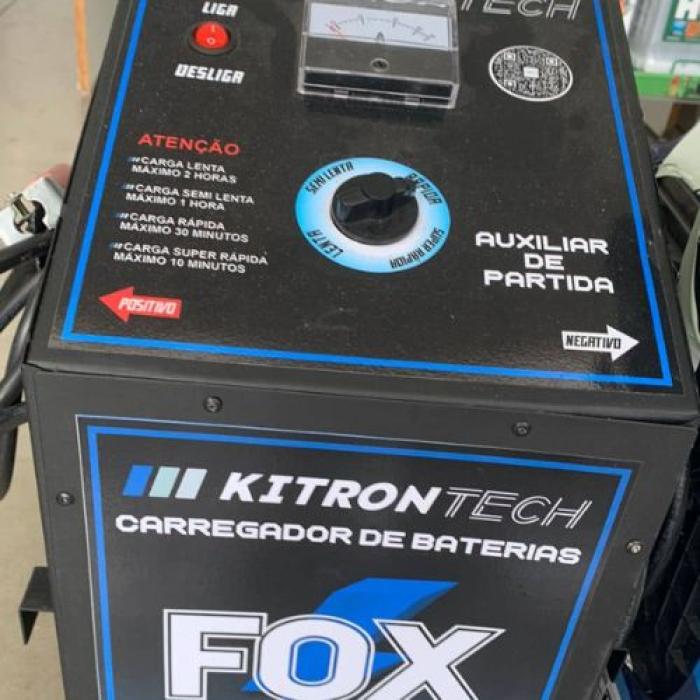 LIGA
TECH
DESLIGA
ATENÇÃO
CARGA LENTA
MÁXIMO 2 HORAS
CARGA SEMI LENTA
MÁXIMO 1 HORA
CARGA RÁPIDA
MÁXIMO 30 MINUTOS
CARGA SUPER RÁPIDA
MÁXIMO 10 MINUTOS
SEMI LENTA
RÁPIDA
LENTA
SUPER RÁPIDA
AUXILIAR
DE
PARTIDA
POSITIVO
NEGATIVO
KITRONTECH
CARREGADOR DE BATERIAS
FOX